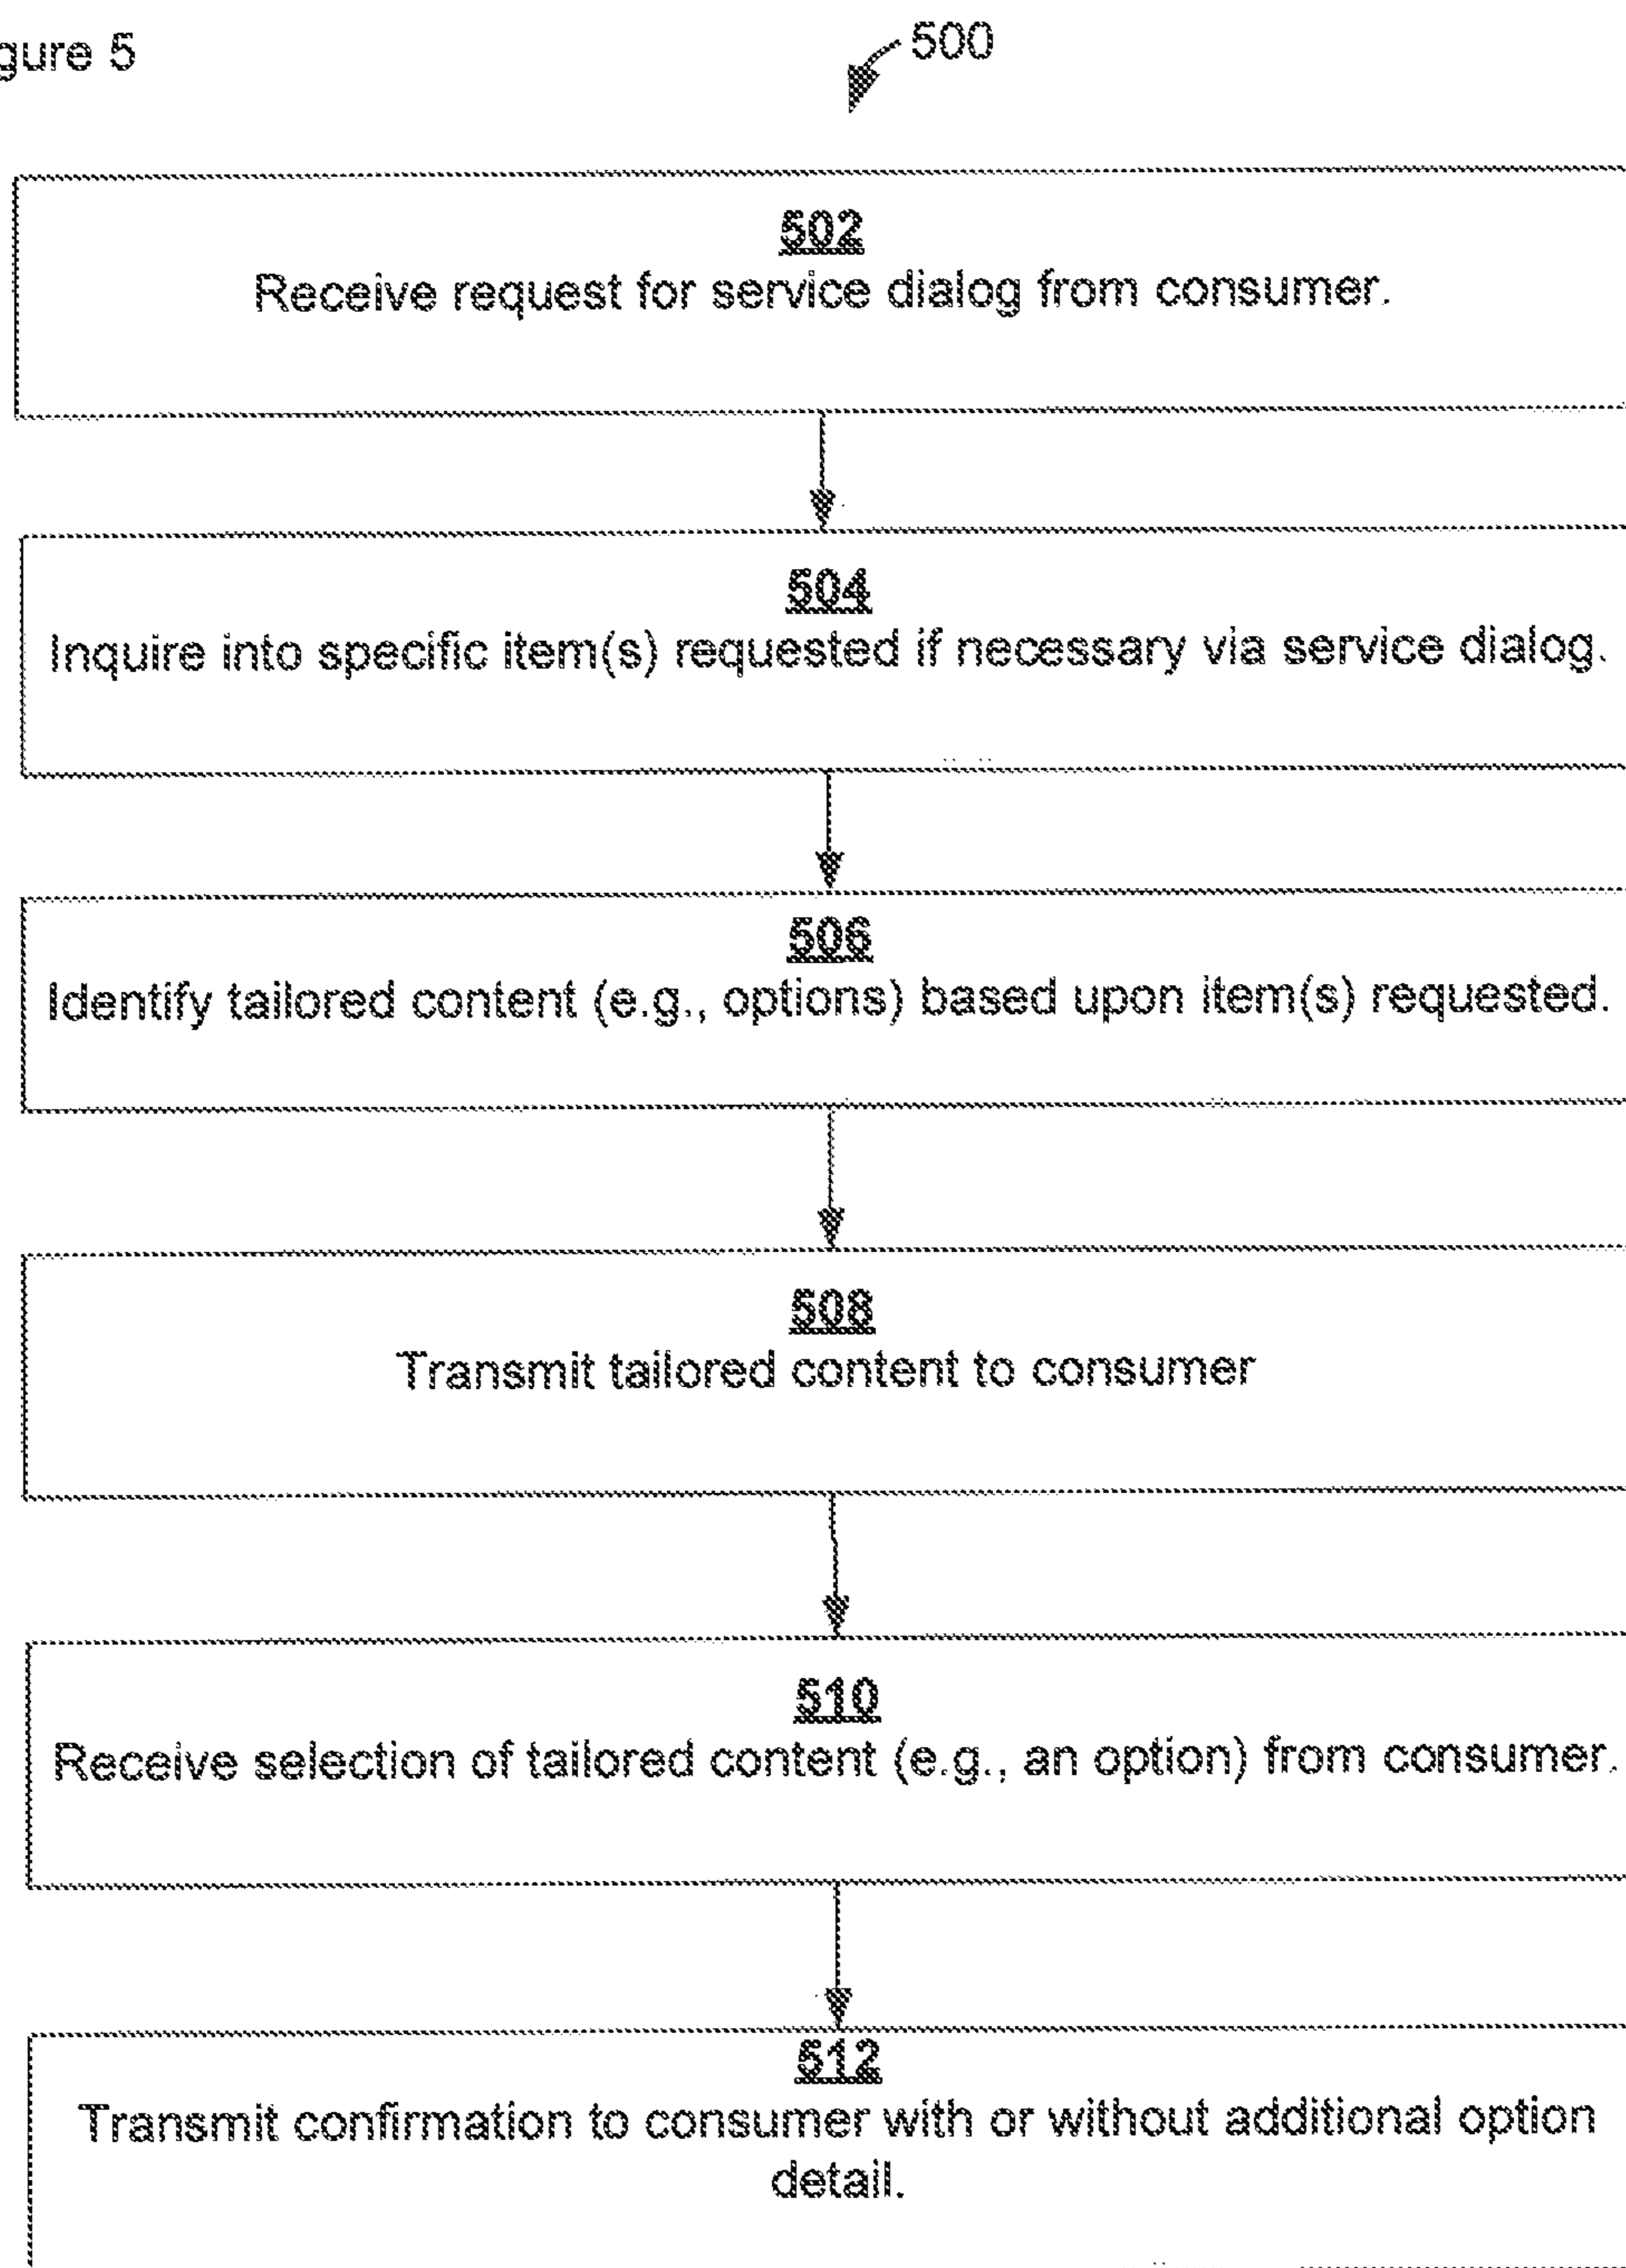 gure 5
500
502
Receive request for service dialog from consumer.
504
Inquire into specific item(s) requested if necessary via service dialog.
506
Identify tailored content (e.g., options) based upon item(s) requested.
508
Transmit tailored content to consumer
510
Receive selection of tailored content (e.g., an option) from consumer.
512
Transmit confirmation to consumer with or without additional option
detail.